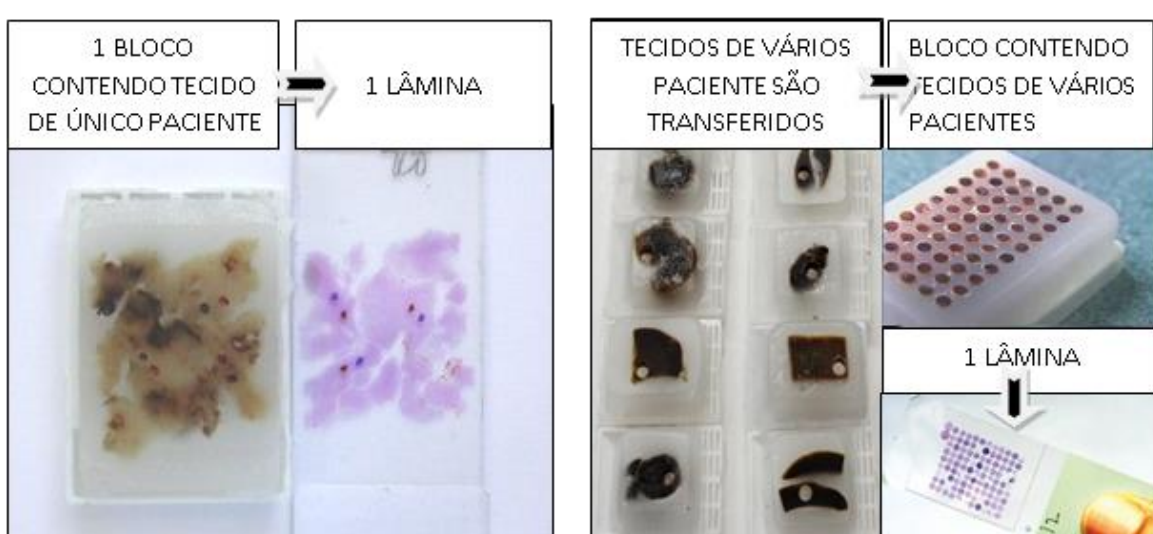 1 BLOCO
CONTENDO TECIDO
DE ÚNICO PACIENTE
1 LÂMINA
TECIDOS DE VÁRIOS
PACIENTE SÃO
TRANSFERIDOS
BLOCO CONTENDO
TECIDOS DE VÁRIOS
PACIENTES
1 LÂMINA